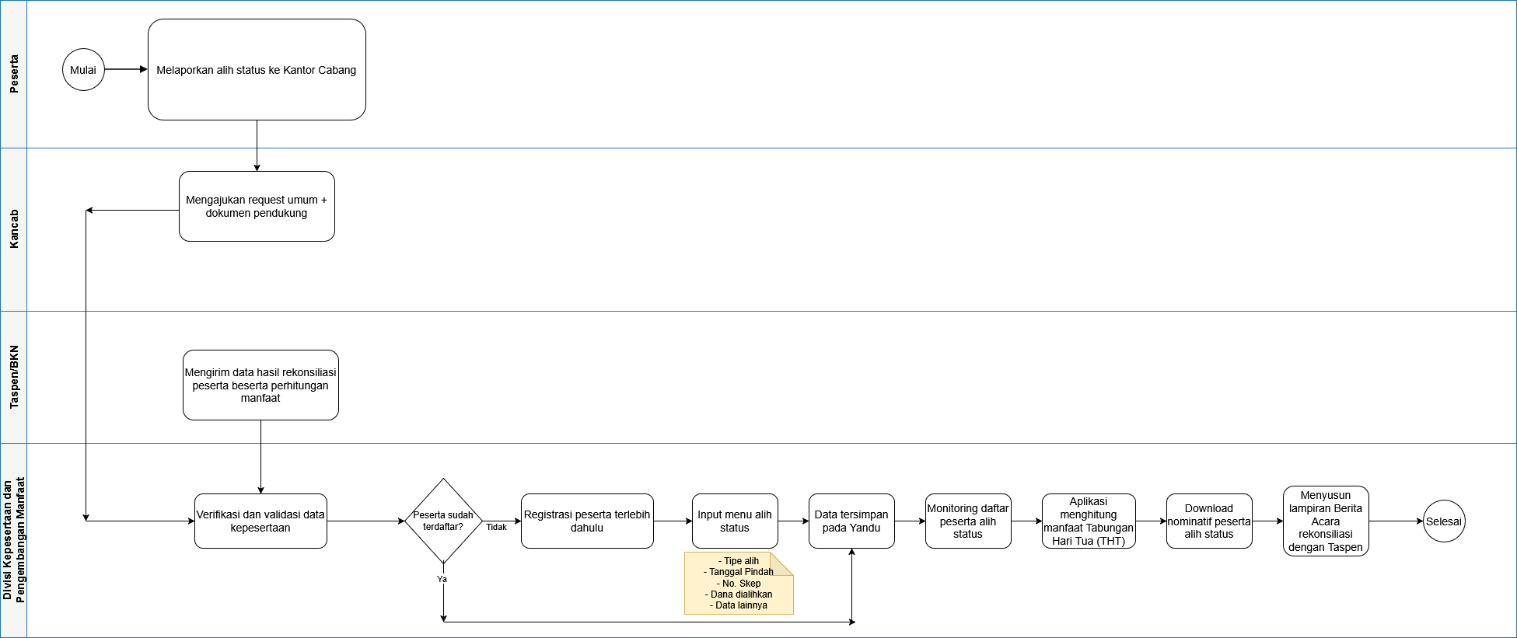 Peserta
Mulai
Melaporkan alih status ke Kantor Cabang
Kancab
Mengajukan request umum +
dokumen pendukung
Taspen/BKN
Mengirim data hasil rekonsiliasi
peserta beserta perhitungan
manfaat
Divisi Kepesertaan dan
Pengembangan Manfaat
Verifikasi dan validasi data
kepesertaan
Peserta sudah
terdaftar?
Tidak
Ya
Registrasi peserta terlebih
dahulu
Input menu alih
status
- Tipe alih
- Tanggal Pindah
- No. Skep
- Dana dialihkan
- Data lainnya
Data tersimpan
pada Yandu
Monitoring daftar
peserta alih
status
Aplikasi
menghitung
manfaat Tabungan
Hari Tua (THT)
Download
nominatif peserta
alih status
Menyusun
lampiran Berita
Acara
rekonsiliasi
dengan Taspen
Selesai